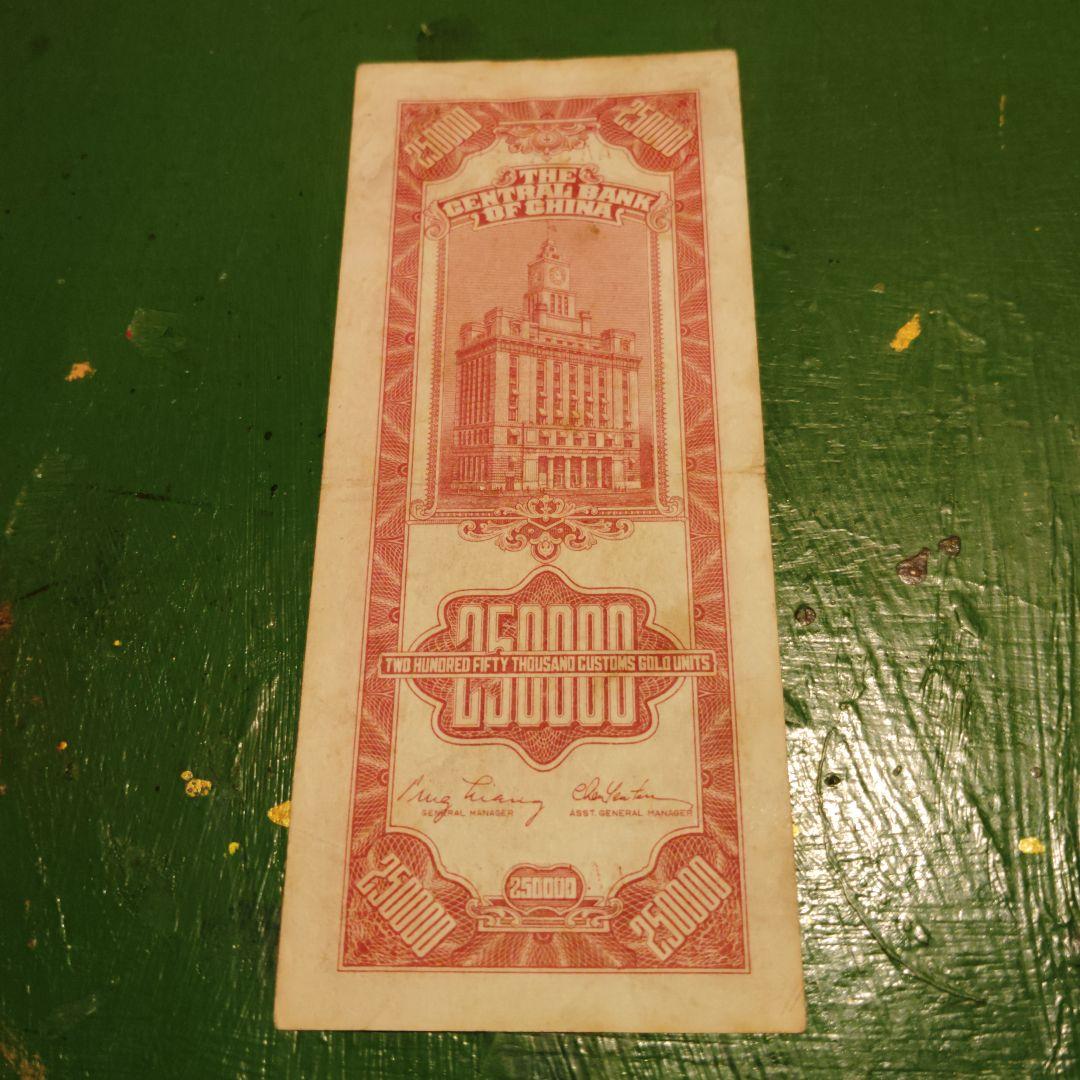 250000 250000
THE
CENTRAL BANK
OF CHINA
250000
TWO HUNDRED FIFTY THOUSAND CUSTOMS GOLD UNITS
250000
GENERAL MANAGER ASST. GENERAL MANAGER
250000
250000 250000